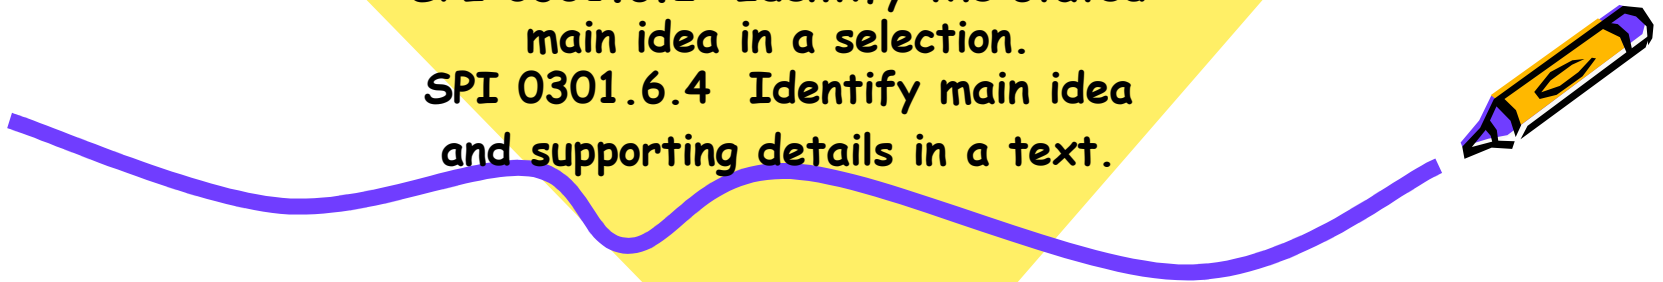 main idea in a selection.
SPI 0301.6.4 Identify main idea
and supporting details in a text.